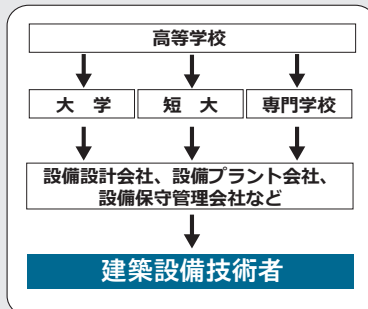 高等学校
大　学　短　大　専門学校
設備設計会社、設備プラント会社、
設備保守管理会社など
建築設備技術者